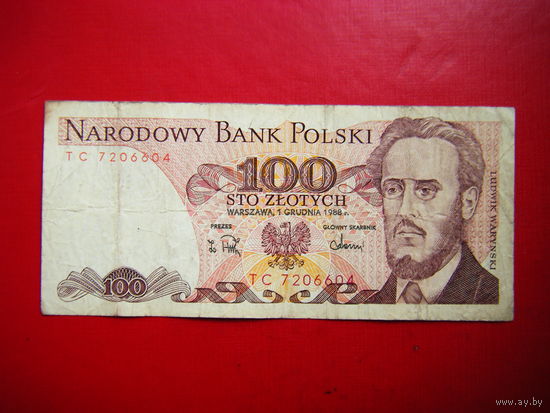 NARODOWY BANK POLSKI
TC 7206604
100
STO ZŁOTYCH
WARSZAWA, 1 GRUDNIA 1988 r.
PREZES
GŁÓWNY SKARBNIK
TC 7206604
100
LUDWIK WARYŃSKI
www.ay.by